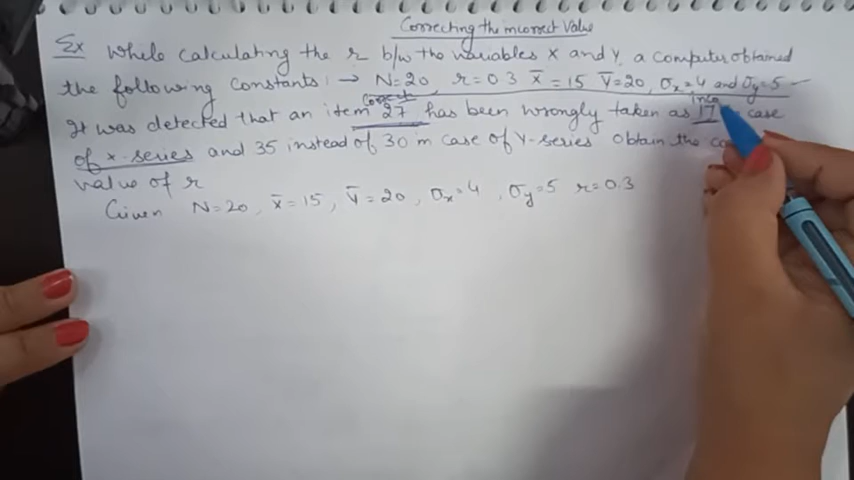 Correcting the incorrect Value
Ex While calculating the r b/w the variables X and Y, a computer obtained
the following constants :→ N=20, r=0.3 X̄ =15 Ȳ=20, σx=4 and σy=5
correct inco
It was detected that an item 27 has been wrongly taken as 17 case
of x-series and 35 instead of 30 in case of Y-series Obtain the
value of r
Given N=20, x̄=15, Ȳ=20, σx=4, σy=5 r=0.3